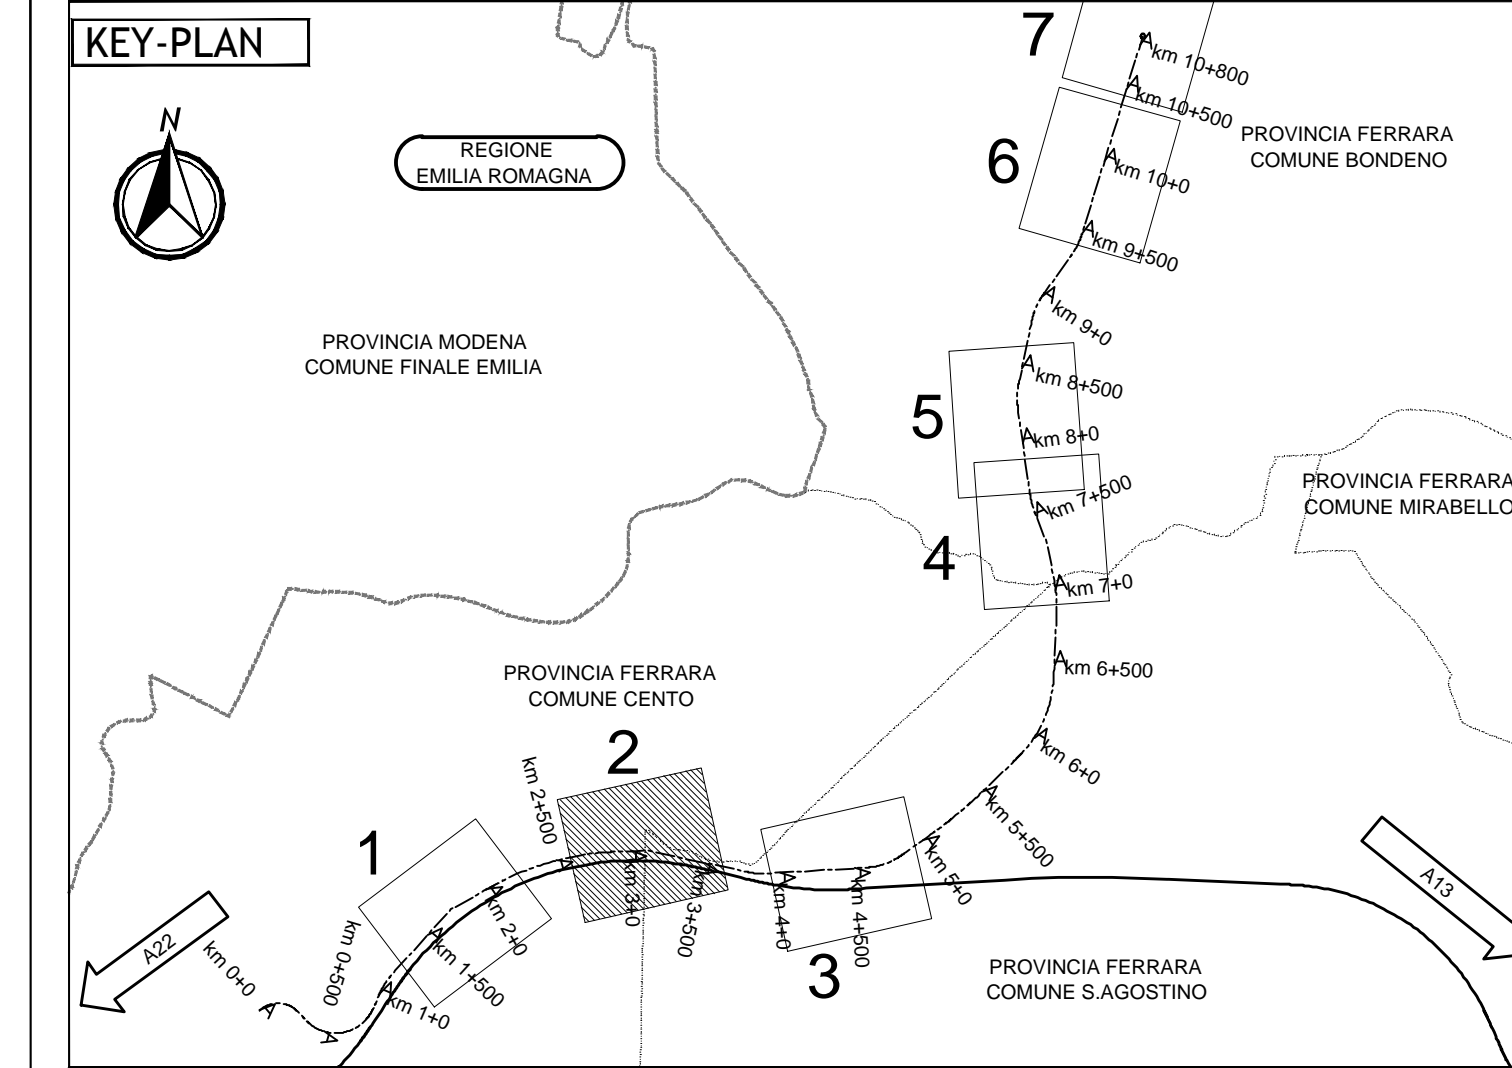 KEY-PLAN
N
REGIONE
EMILIA ROMAGNA
7
km 10+800
km 10+500
PROVINCIA FERRARA
COMUNE BONDENO
6
km 10+0
km 9+500
km 9+0
PROVINCIA MODENA
COMUNE FINALE EMILIA
5
km 8+500
km 8+0
PROVINCIA FERRARA
COMUNE MIRABELLO
km 7+500
4
km 7+0
km 6+500
PROVINCIA FERRARA
COMUNE CENTO
km 6+0
2
km 2+500
km 5+500
1
km 3+0
km 3+500
km 5+0
km 4+0
km 4+500
A13
km 2+0
km 1+500
km 0+500
A22
km 0+0
km 1+0
3
PROVINCIA FERRARA
COMUNE S.AGOSTINO